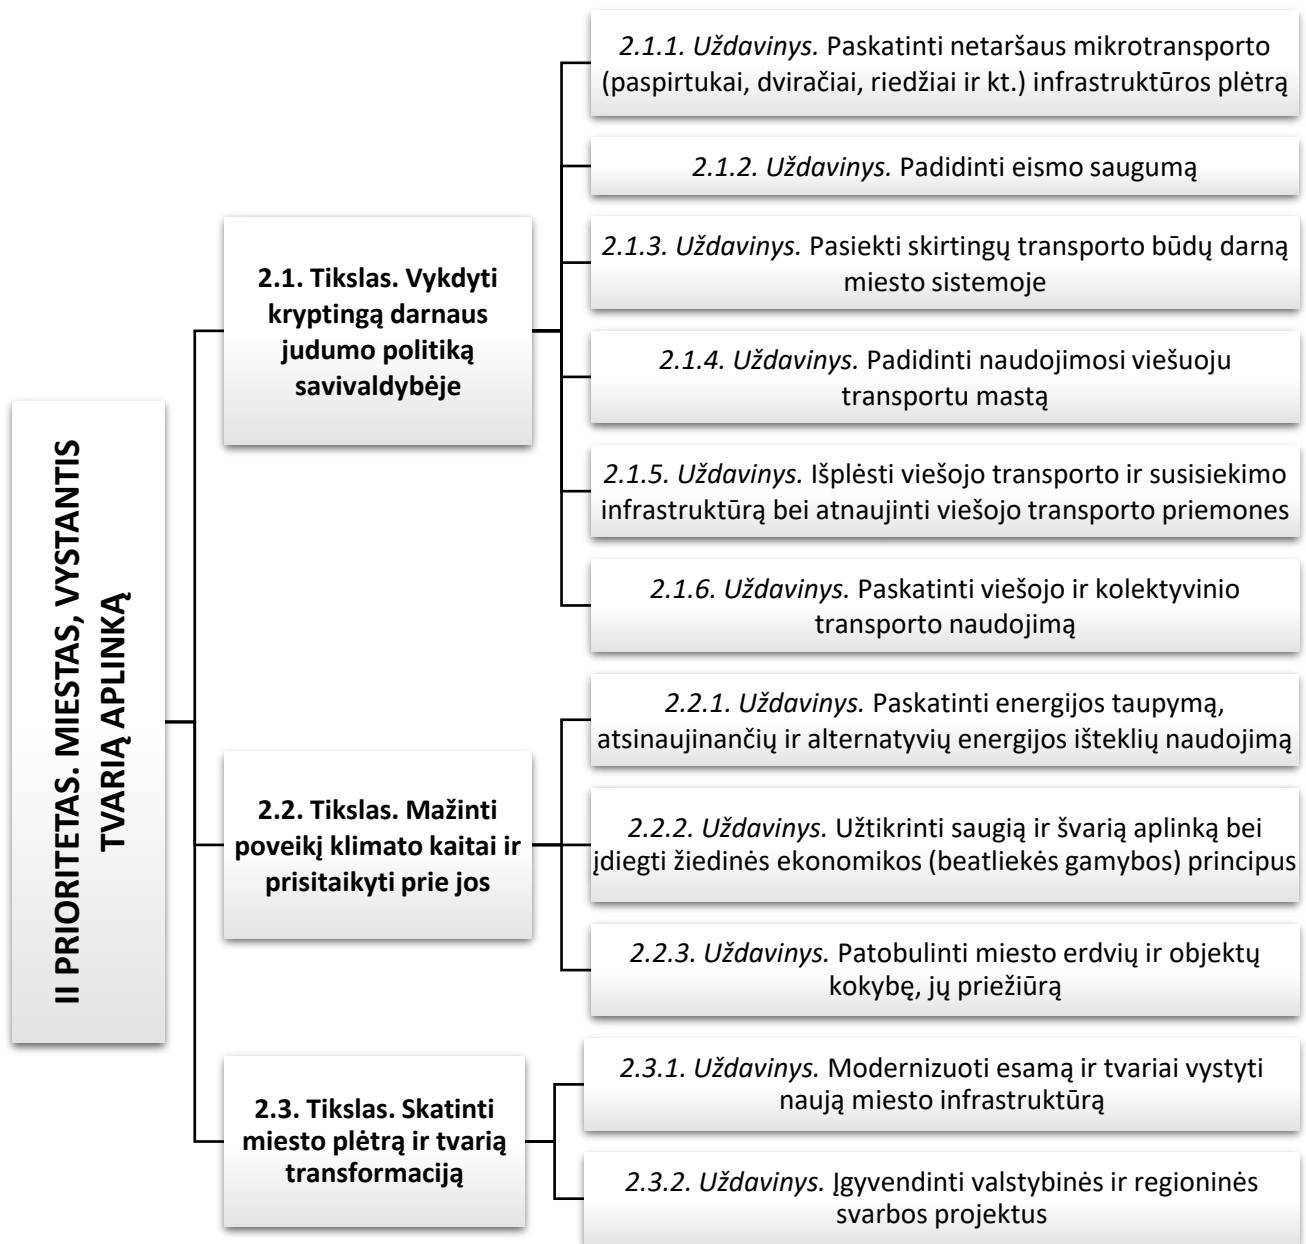 II PRIORITETAS. MIESTAS, VYSTANTIS
TVARIĄ APLINKĄ
2.1. Tikslas. Vykdyti
kryptingą darnaus
judumo politiką
savivaldybėje
2.1.1. Uždavinys. Paskatinti netaršaus mikrotransporto
(paspirtukai, dviračiai, riedžiai ir kt.) infrastruktūros plėtrą
2.1.2. Uždavinys. Padidinti eismo saugumą
2.1.3. Uždavinys. Pasiekti skirtingų transporto būdų darną
miesto sistemoje
2.1.4. Uždavinys. Padidinti naudojimosi viešuoju
transportu mastą
2.1.5. Uždavinys. Išplėsti viešojo transporto ir susisiekimo
infrastruktūrą bei atnaujinti viešojo transporto priemones
2.1.6. Uždavinys. Paskatinti viešojo ir kolektyvinio
transporto naudojimą
2.2. Tikslas. Mažinti
poveikį klimato kaitai ir
prisitaikyti prie jos
2.2.1. Uždavinys. Paskatinti energijos taupymą,
atsinaujinančių ir alternatyvių energijos išteklių naudojimą
2.2.2. Uždavinys. Užtikrinti saugią ir švarią aplinką bei
įdiegti žiedinės ekonomikos (beatliekės gamybos) principus
2.2.3. Uždavinys. Patobulinti miesto erdvių ir objektų
kokybę, jų priežiūrą
2.3. Tikslas. Skatinti
miesto plėtrą ir tvarią
transformaciją
2.3.1. Uždavinys. Modernizuoti esamą ir tvariai vystyti
naują miesto infrastruktūrą
2.3.2. Uždavinys. Įgyvendinti valstybinės ir regioninės
svarbos projektus